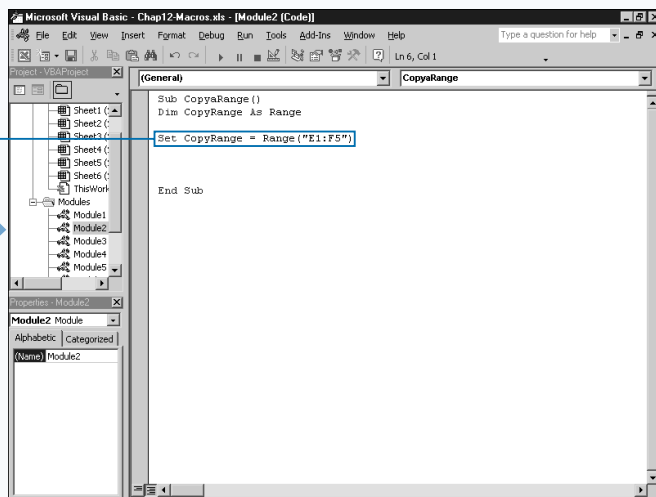 Microsoft Visual Basic - Chap12-Macros.xls - [Module2 (Code)]
File Edit View Insert Format Debug Run Tools Add-Ins Window Help
Type a question for help
Ln 6, Col 1
Project - VBAProject
(General)
CopyaRange
Sheet1 (
Sheet2 (
Sheet3 (
Sheet4 (
Sheet5 (
Sheet6 (
ThisWork
Modules
Module1
Module2
Module3
Module4
Module5
Sub CopyaRange()
Dim CopyRange As Range
Set CopyRange = Range("E1:F5")
End Sub
Properties - Module2
Module2 Module
Alphabetic Categorized
(Name) Module2